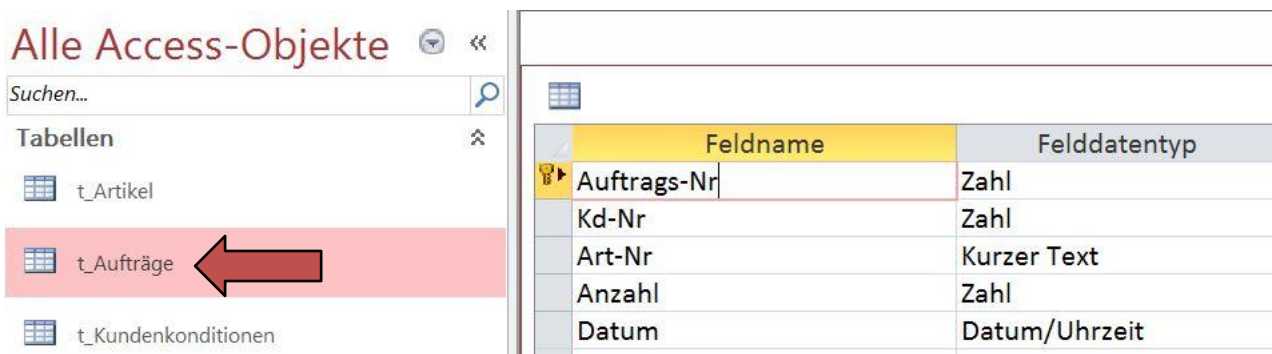 Alle Access-Objekte
Suchen...
Tabellen
t_Artikel
t_Aufträge
t_Kundenkonditionen
Feldname Felddatentyp
Auftrags-Nr Zahl
Kd-Nr Zahl
Art-Nr Kurzer Text
Anzahl Zahl
Datum Datum/Uhrzeit